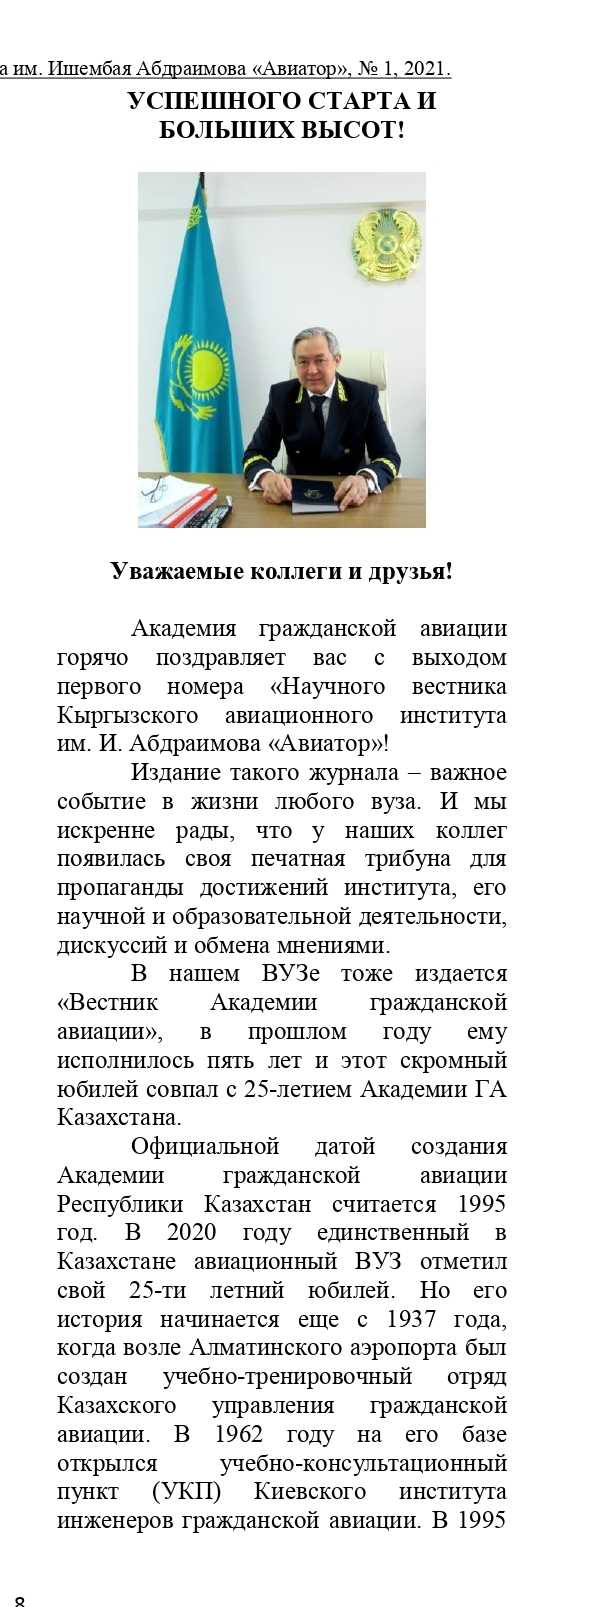 а им. Ишембая Абдраимова «Авиатор», № 1, 2021.
УСПЕШНОГО СТАРТА И
БОЛЬШИХ ВЫСОТ!
Уважаемые коллеги и друзья!
Академия гражданской авиации
горячо поздравляет вас с выходом
первого номера «Научного вестника
Кыргызского авиационного института
им. И. Абдраимова «Авиатор»!
Издание такого журнала – важное
событие в жизни любого вуза. И мы
искренне рады, что у наших коллег
появилась своя печатная трибуна для
пропаганды достижений института, его
научной и образовательной деятельности,
дискуссий и обмена мнениями.
В нашем ВУЗе тоже издается
«Вестник Академии гражданской
авиации», в прошлом году ему
исполнилось пять лет и этот скромный
юбилей совпал с 25-летием Академии ГА
Казахстана.
Официальной датой создания
Академии гражданской авиации
Республики Казахстан считается 1995
год. В 2020 году единственный в
Казахстане авиационный ВУЗ отметил
свой 25-ти летний юбилей. Но его
история начинается еще с 1937 года,
когда возле Алматинского аэропорта был
создан учебно-тренировочный отряд
Казахского управления гражданской
авиации. В 1962 году на его базе
открылся учебно-консультационный
пункт (УКП) Киевского института
инженеров гражданской авиации. В 1995
8